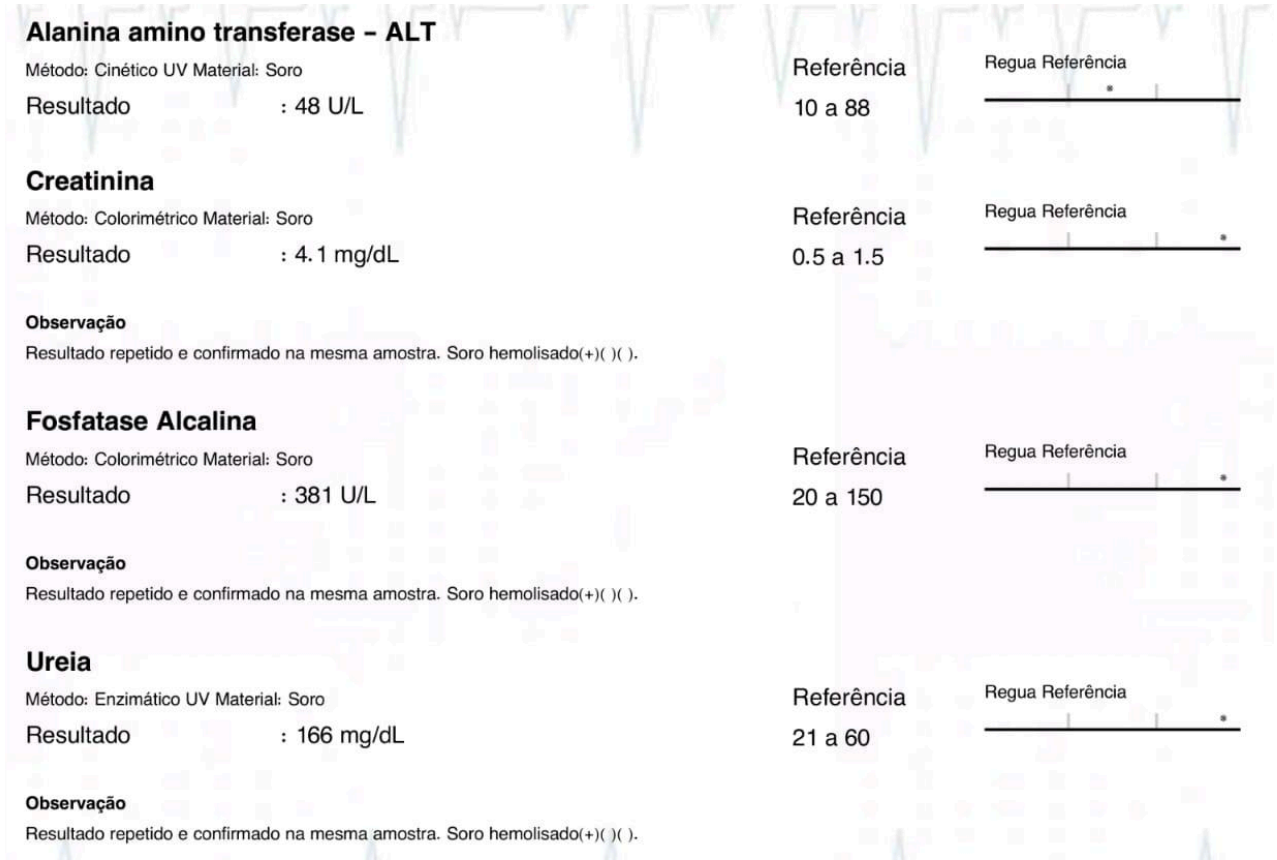 Alanina amino transferase – ALT
Método: Cinético UV Material: Soro
Resultado : 48 U/L
Referência
10 a 88
Regua Referência
Creatinina
Método: Colorimétrico Material: Soro
Resultado : 4.1 mg/dL
Referência
0.5 a 1.5
Regua Referência
Observação
Resultado repetido e confirmado na mesma amostra. Soro hemolisado(+)( )( ).
Fosfatase Alcalina
Método: Colorimétrico Material: Soro
Resultado : 381 U/L
Referência
20 a 150
Regua Referência
Observação
Resultado repetido e confirmado na mesma amostra. Soro hemolisado(+)( )( ).
Ureia
Método: Enzimático UV Material: Soro
Resultado : 166 mg/dL
Referência
21 a 60
Regua Referência
Observação
Resultado repetido e confirmado na mesma amostra. Soro hemolisado(+)( )( ).